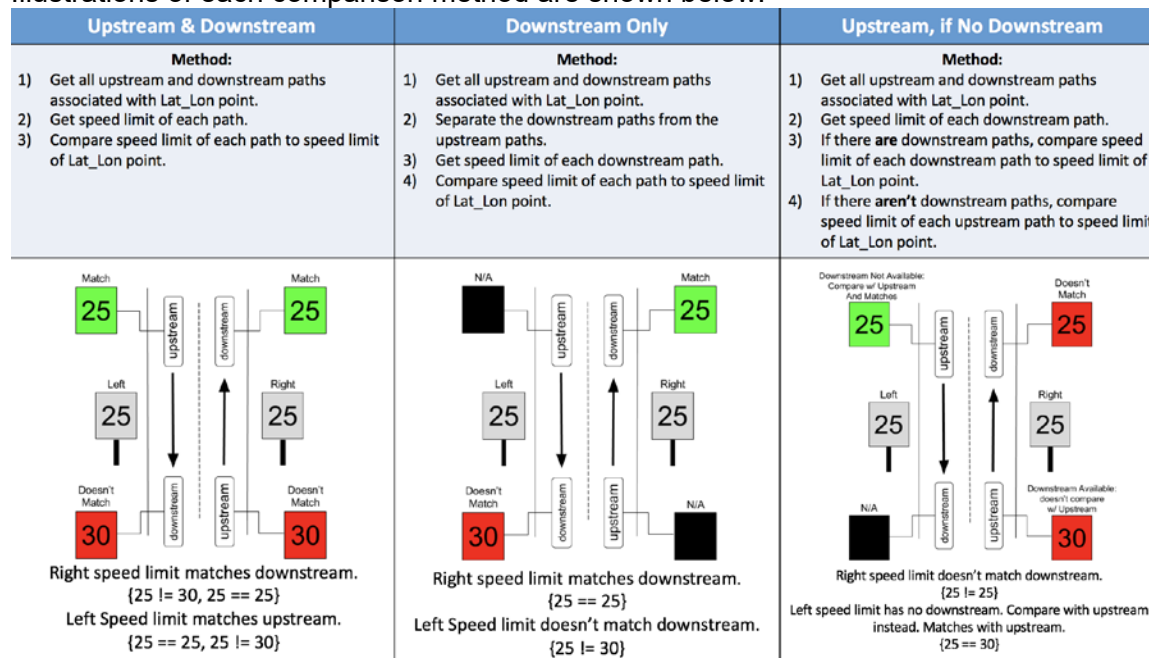 illustrations of each comparison method are shown below.
Upstream & Downstream
Method:
1) Get all upstream and downstream paths
associated with Lat_Lon point.
2) Get speed limit of each path.
3) Compare speed limit of each path to speed limit
of Lat_Lon point.
Downstream Only
Method:
1) Get all upstream and downstream paths
associated with Lat_Lon point.
2) Separate the downstream paths from the
upstream paths.
3) Get speed limit of each downstream path.
4) Compare speed limit of each path to speed limit
of Lat_Lon point.
Upstream, if No Downstream
Method:
1) Get all upstream and downstream paths
associated with Lat_Lon point.
2) Get speed limit of each downstream path.
3) If there are downstream paths, compare speed
limit of each downstream path to speed limit of
Lat_Lon point.
4) If there aren't downstream paths, compare
speed limit of each upstream path to speed limit
of Lat_Lon point.
Match
25
upstream
downstream
Match
25
Left
25
Right
25
Doesn't
Match
30
downstream
upstream
Doesn't
Match
30
Right speed limit matches downstream.
{25 != 30, 25 == 25}
Left Speed limit matches upstream.
{25 == 25, 25 != 30}
N/A
upstream
downstream
Match
25
Left
25
Right
25
Doesn't
Match
30
downstream
upstream
N/A
Right speed limit matches downstream.
{25 == 25}
Left Speed limit doesn't match downstream.
{25 != 30}
Downstream Not Available:
Compare w/ Upstream
And Matches
25
upstream
downstream
Doesn't
Match
25
Left
25
Right
25
N/A
downstream
upstream
Downstream Available:
doesn't compare
w/ Upstream
30
Right speed limit doesn't match downstream.
{25 != 25}
Left speed limit has no downstream. Compare with upstream
instead. Matches with upstream.
{25 == 30}